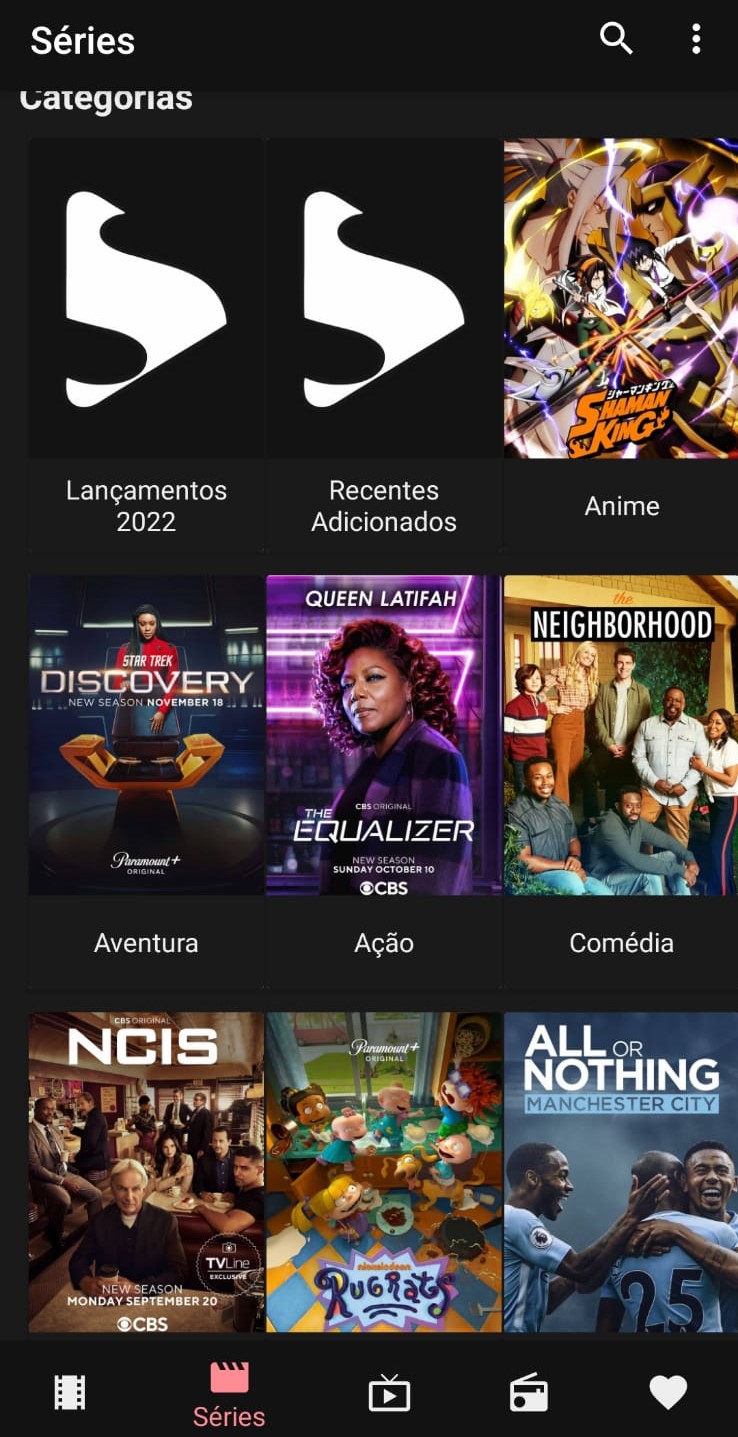 Séries
Categorias
シャーマンキング
SHAMAN
KING
Lançamentos
2022
Recentes
Adicionados
Anime
STAR TREK
DISCOVERY
NEW SEASON NOVEMBER 18
Paramount+
ORIGINAL
QUEEN LATIFAH
CBS ORIGINAL
THE
EQUALIZER
NEW SEASON
SUNDAY OCTOBER 10
CBS
the
NEIGHBORHOOD
Aventura
Ação
Comédia
CBS ORIGINAL
NCIS
TVLine
EXCLUSIVE
NEW SEASON
MONDAY SEPTEMBER 20
CBS
Paramount+
ORIGINAL
nickelodeon
RUGRATS
ALL OR
NOTHING
MANCHESTER CITY
25
Séries